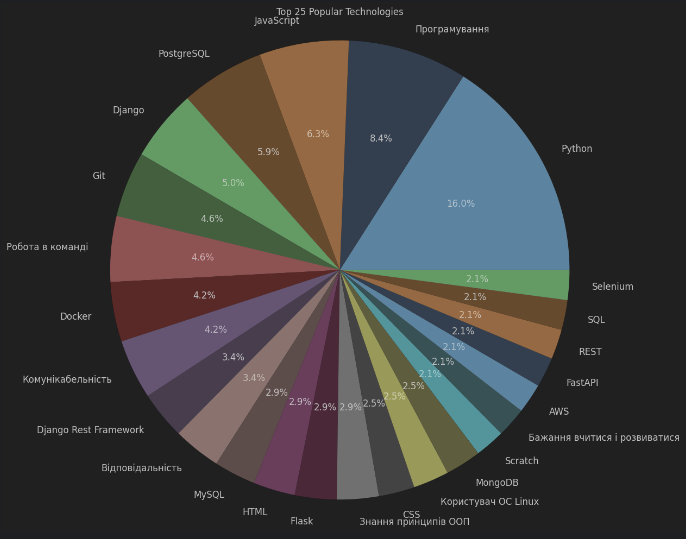 Top 25 Popular Technologies
Python
16.0%
Програмування
8.4%
JavaScript
6.3%
PostgreSQL
5.9%
Django
5.0%
Git
4.6%
Робота в команді
4.6%
Docker
4.2%
Комунікабельність
4.2%
Django Rest Framework
3.4%
Відповідальність
3.4%
MySQL
2.9%
HTML
2.9%
Flask
2.9%
Знання принципів ООП
2.9%
CSS
2.5%
Користувач ОС Linux
2.5%
MongoDB
2.5%
Scratch
2.1%
Бажання вчитися і розвиватися
2.1%
AWS
2.1%
FastAPI
2.1%
REST
2.1%
SQL
2.1%
Selenium
2.1%